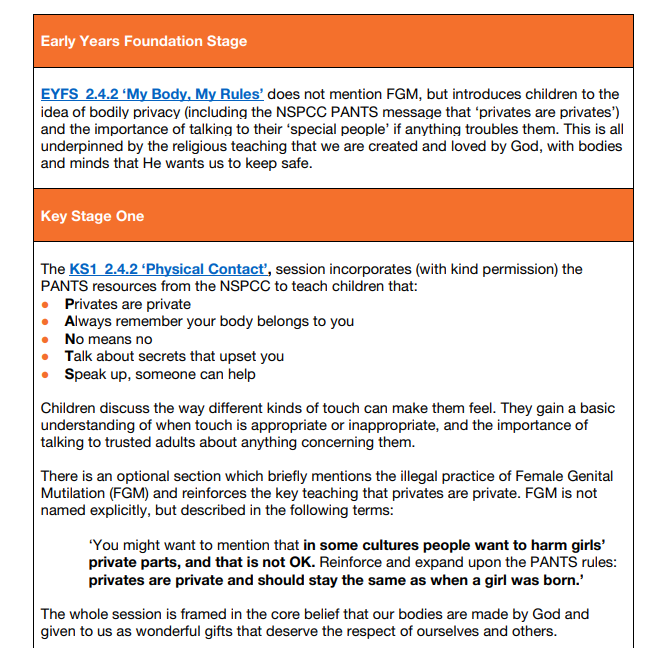 Early Years Foundation Stage
EYFS 2.4.2 ‘My Body, My Rules’ does not mention FGM, but introduces children to the
idea of bodily privacy (including the NSPCC PANTS message that ‘privates are privates’)
and the importance of talking to their ‘special people’ if anything troubles them. This is all
underpinned by the religious teaching that we are created and loved by God, with bodies
and minds that He wants us to keep safe.
Key Stage One
The KS1 2.4.2 ‘Physical Contact’, session incorporates (with kind permission) the
PANTS resources from the NSPCC to teach children that:
● Privates are private
● Always remember your body belongs to you
● No means no
● Talk about secrets that upset you
● Speak up, someone can help
Children discuss the way different kinds of touch can make them feel. They gain a basic
understanding of when touch is appropriate or inappropriate, and the importance of
talking to trusted adults about anything concerning them.
There is an optional section which briefly mentions the illegal practice of Female Genital
Mutilation (FGM) and reinforces the key teaching that privates are private. FGM is not
named explicitly, but described in the following terms:
‘You might want to mention that in some cultures people want to harm girls’
private parts, and that is not OK. Reinforce and expand upon the PANTS rules:
privates are private and should stay the same as when a girl was born.’
The whole session is framed in the core belief that our bodies are made by God and
given to us as wonderful gifts that deserve the respect of ourselves and others.